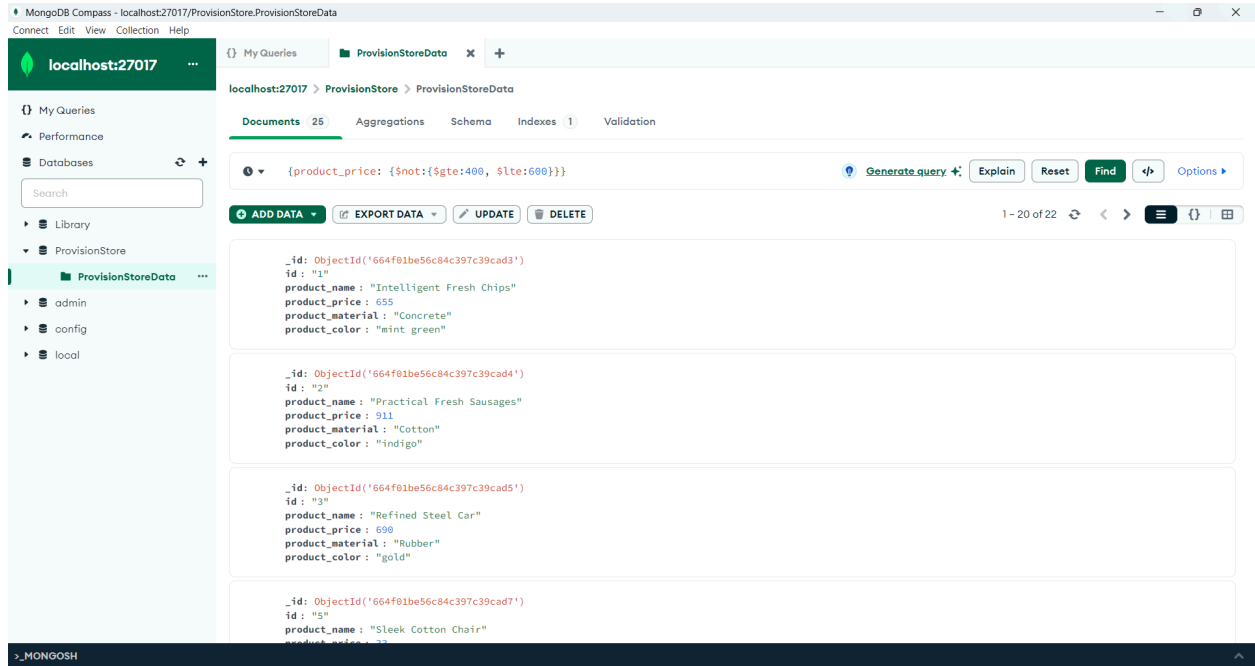 MongoDB Compass - localhost:27017/ProvisionStore.ProvisionStoreData
Connect Edit View Collection Help
localhost:27017 ...
{} My Queries
ProvisionStoreData
localhost:27017 > ProvisionStore > ProvisionStoreData
{} My Queries
Performance
Databases
Search
Library
ProvisionStore
ProvisionStoreData ...
admin
config
local
Documents 25 Aggregations Schema Indexes 1 Validation
{product_price: {$not:{$gte:400, $lte:600}}}
Generate query Explain Reset Find </> Options
ADD DATA EXPORT DATA UPDATE DELETE
1 – 20 of 22 {}
_id: ObjectId('664f01be56c84c397c39cad3')
id : "1"
product_name : "Intelligent Fresh Chips"
product_price : 655
product_material : "Concrete"
product_color : "mint green"
_id: ObjectId('664f01be56c84c397c39cad4')
id : "2"
product_name : "Practical Fresh Sausages"
product_price : 911
product_material : "Cotton"
product_color : "indigo"
_id: ObjectId('664f01be56c84c397c39cad5')
id : "3"
product_name : "Refined Steel Car"
product_price : 690
product_material : "Rubber"
product_color : "gold"
_id: ObjectId('664f01be56c84c397c39cad7')
id : "5"
product_name : "Sleek Cotton Chair"
product_price : 33
>_MONGOSH